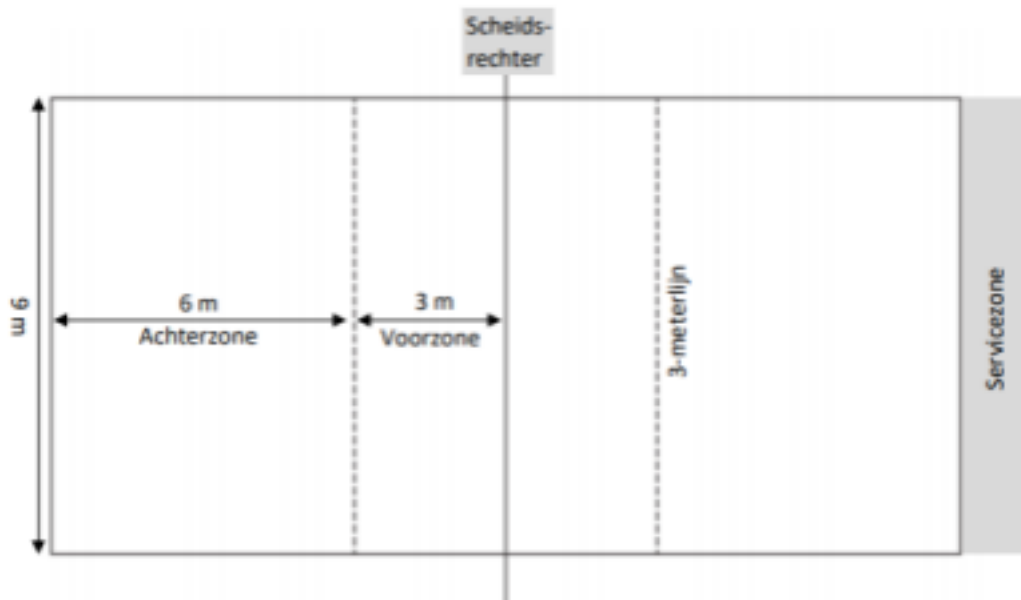 Scheids-
rechter
9 m
6 m
Achterzone
3 m
Voorzone
3-meterlijn
Servicezone